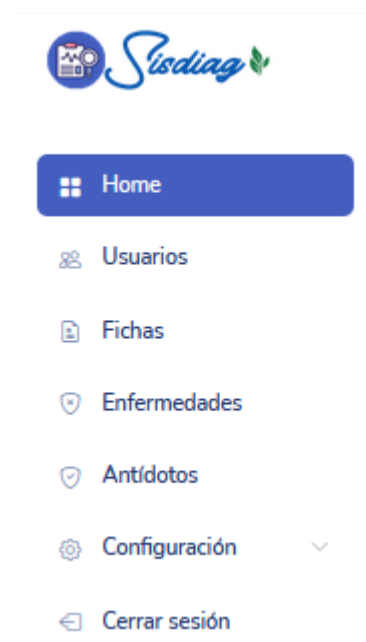 Sisdiag
Home
Usuarios
Fichas
Enfermedades
Antídotos
Configuración
Cerrar sesión